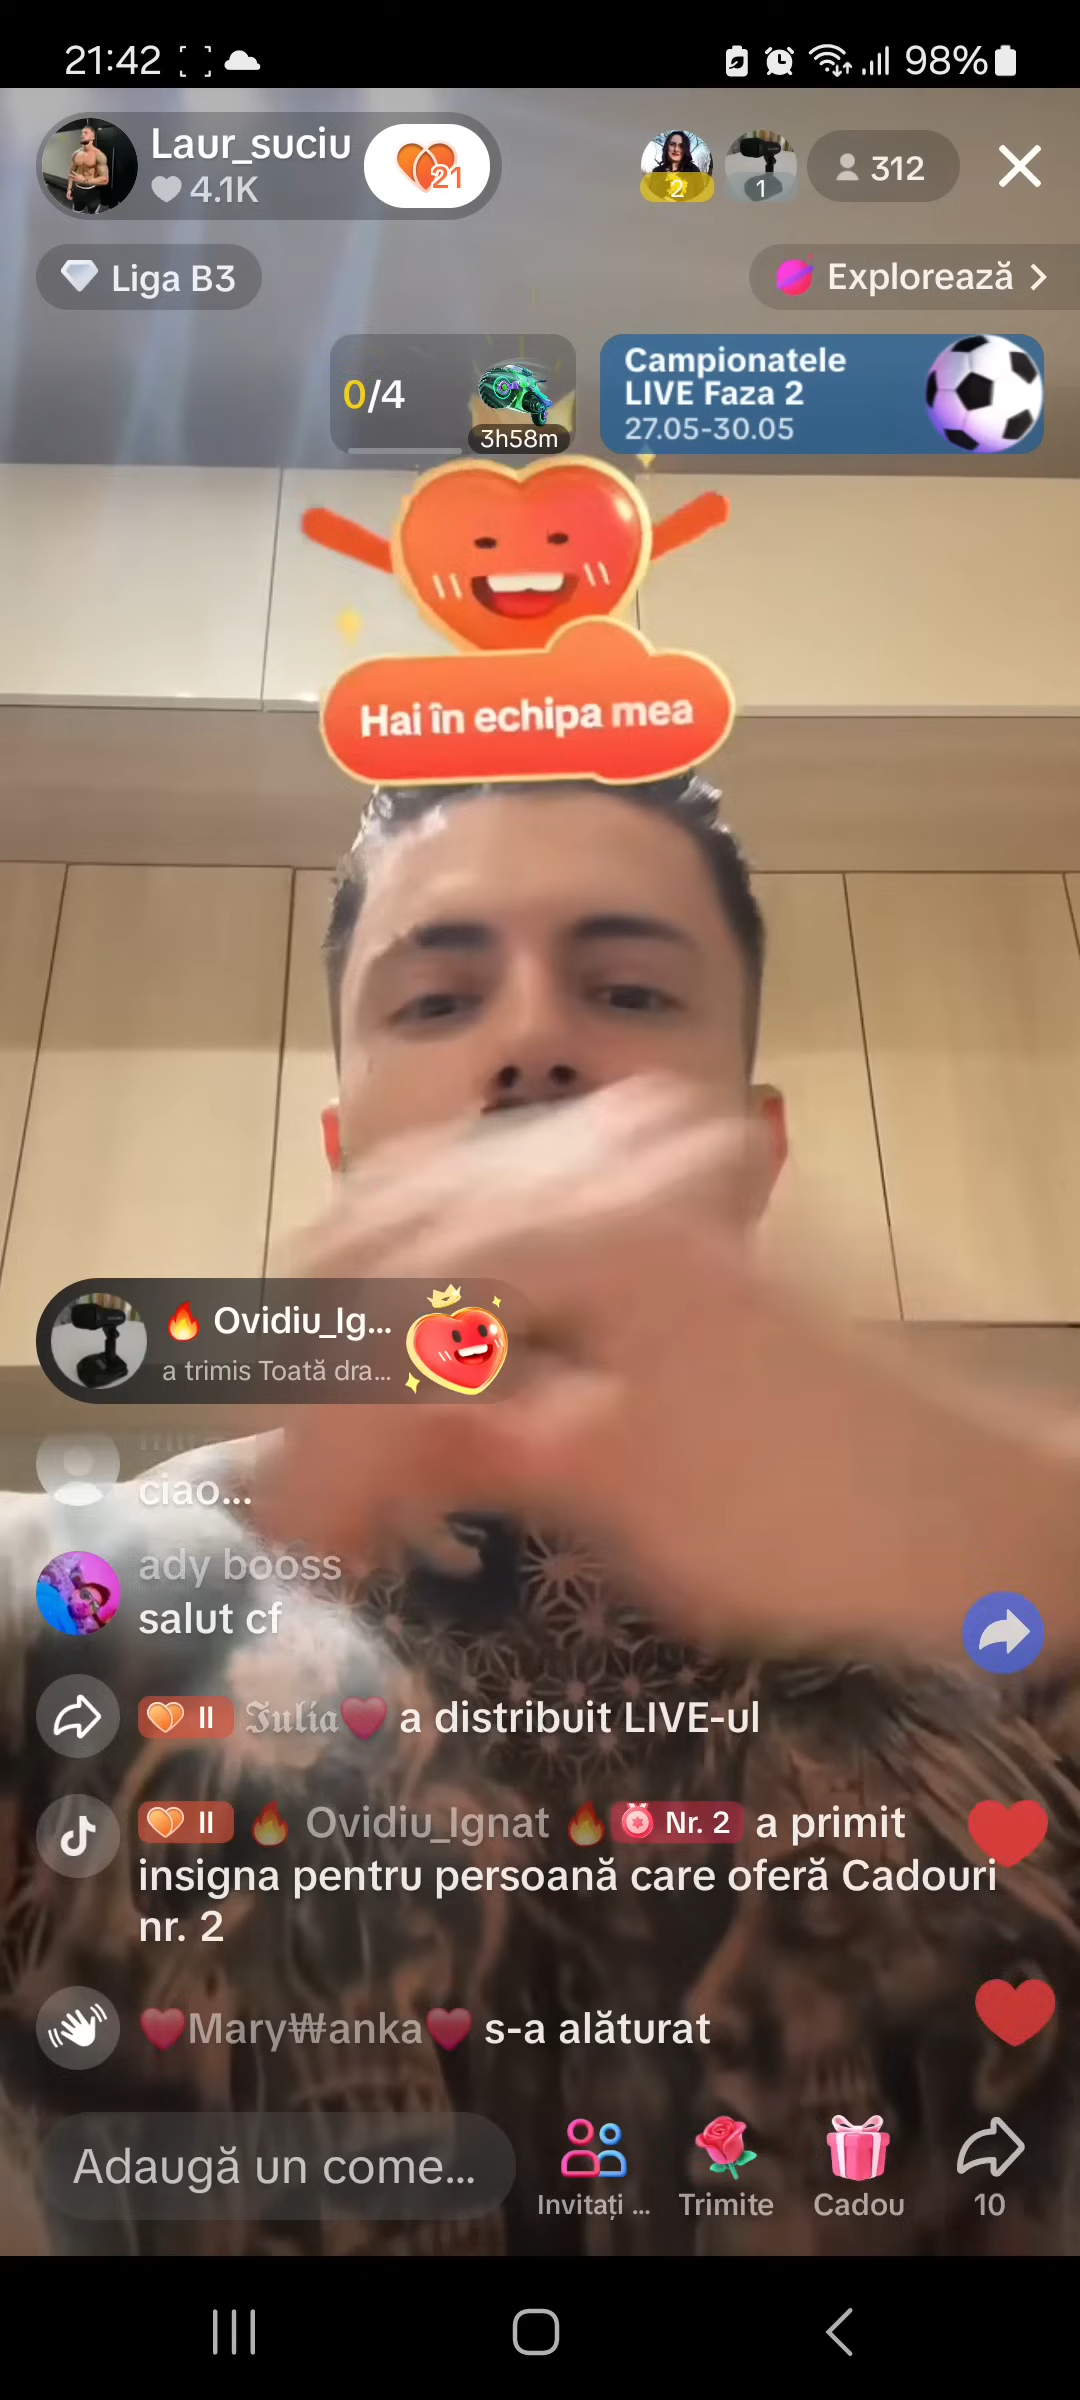 21:42
98%
Laur_suciu
4.1K
21
2
1
312
Liga B3
Explorează
0/4
3h58m
Campionatele
LIVE Faza 2
27.05-30.05
Hai în echipa mea
Ovidiu_Ig...
a trimis Toată dra...
ciao...
ady booss
salut cf
II 𝕴𝖚𝖑𝖎𝖆 a distribuit LIVE-ul
II Ovidiu_Ignat Nr. 2 a primit
insigna pentru persoană care oferă Cadouri
nr. 2
Mary₩anka s-a alăturat
Adaugă un come...
Invitați ...
Trimite
Cadou
10